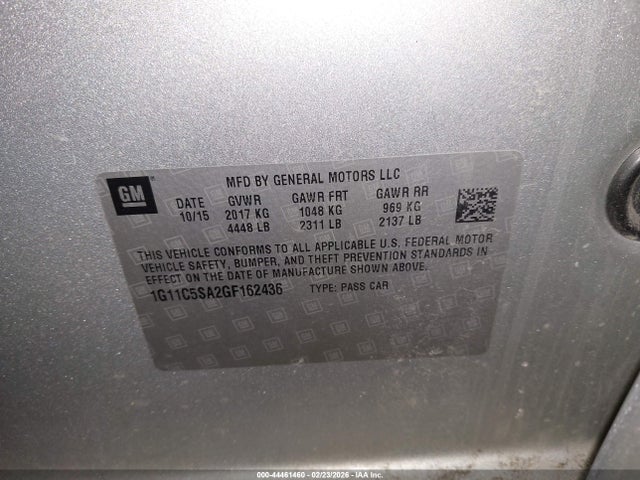 MFD BY GENERAL MOTORS LLC
GM
DATE GVWR GAWR FRT GAWR RR
10/15 2017 KG 1048 KG 969 KG
4448 LB 2311 LB 2137 LB
THIS VEHICLE CONFORMS TO ALL APPLICABLE U.S. FEDERAL MOTOR
VEHICLE SAFETY, BUMPER, AND THEFT PREVENTION STANDARDS IN
EFFECT ON THE DATE OF MANUFACTURE SHOWN ABOVE.
1G11C5SA2GF162436 TYPE: PASS CAR
000-44461460 | 02/23/2026 - IAA Inc.